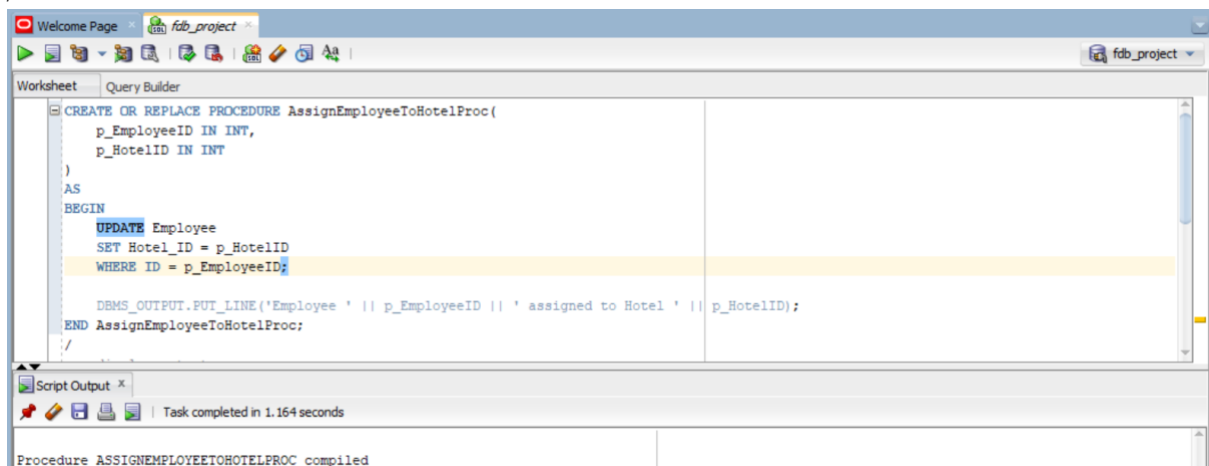 Welcome Page
fdb_project
fdb_project
Worksheet
Query Builder
CREATE OR REPLACE PROCEDURE AssignEmployeeToHotelProc(
p_EmployeeID IN INT,
p_HotelID IN INT
)
AS
BEGIN
UPDATE Employee
SET Hotel_ID = p_HotelID
WHERE ID = p_EmployeeID;
DBMS_OUTPUT.PUT_LINE('Employee ' || p_EmployeeID || ' assigned to Hotel ' || p_HotelID);
END AssignEmployeeToHotelProc;
/
Script Output
Task completed in 1.164 seconds
Procedure ASSIGNEMPLOYEETOHOTELPROC compiled